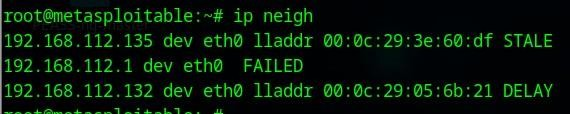 root@metasploitable:~# ip neigh
192.168.112.135 dev eth0 lladdr 00:0c:29:3e:60:df STALE
192.168.112.1 dev eth0  FAILED
192.168.112.132 dev eth0 lladdr 00:0c:29:05:6b:21 DELAY
root@metasploitable:~#